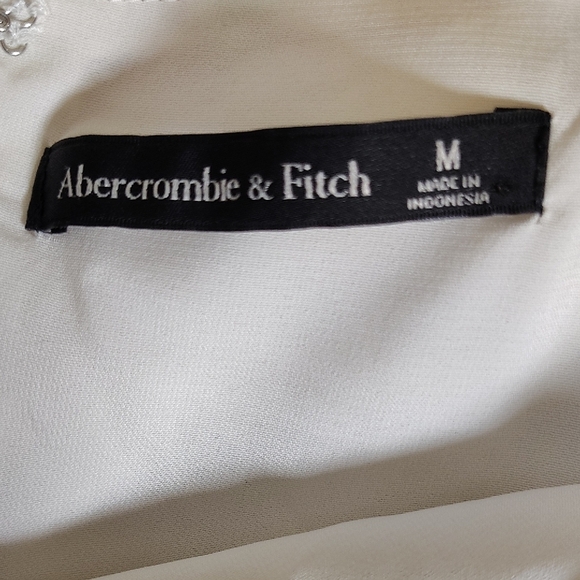 Abercrombie & Fitch
M
MADE IN
INDONESIA